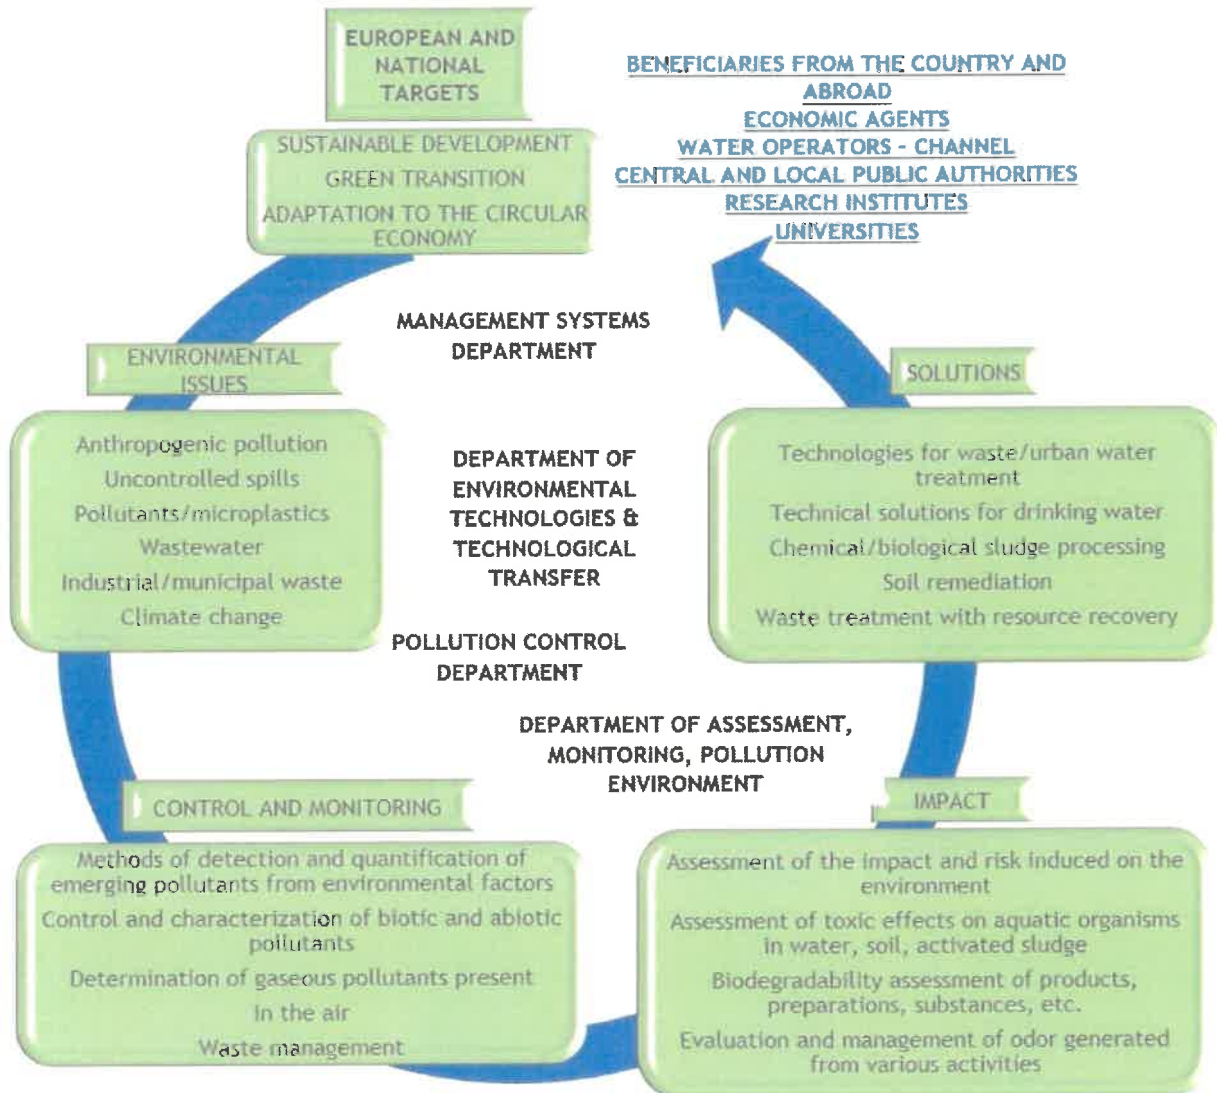 EUROPEAN AND
NATIONAL
TARGETS
SUSTAINABLE DEVELOPMENT
GREEN TRANSITION
ADAPTATION TO THE CIRCULAR
ECONOMY
BENEFICIARIES FROM THE COUNTRY AND
ABROAD
ECONOMIC AGENTS
WATER OPERATORS - CHANNEL
CENTRAL AND LOCAL PUBLIC AUTHORITIES
RESEARCH INSTITUTES
UNIVERSITIES
MANAGEMENT SYSTEMS
DEPARTMENT
ENVIRONMENTAL
ISSUES
Anthropogenic pollution
Uncontrolled spills
Pollutants/microplastics
Wastewater
Industrial/municipal waste
Climate change
DEPARTMENT OF
ENVIRONMENTAL
TECHNOLOGIES &
TECHNOLOGICAL
TRANSFER
SOLUTIONS
Technologies for waste/urban water
treatment
Technical solutions for drinking water
Chemical/biological sludge processing
Soil remediation
Waste treatment with resource recovery
POLLUTION CONTROL
DEPARTMENT
DEPARTMENT OF ASSESSMENT,
MONITORING, POLLUTION
ENVIRONMENT
CONTROL AND MONITORING
Methods of detection and quantification of
emerging pollutants from environmental factors
Control and characterization of biotic and abiotic
pollutants
Determination of gaseous pollutants present
in the air
Waste management
IMPACT
Assessment of the impact and risk induced on the
environment
Assessment of toxic effects on aquatic organisms
in water, soil, activated sludge
Biodegradability assessment of products,
preparations, substances, etc.
Evaluation and management of odor generated
from various activities